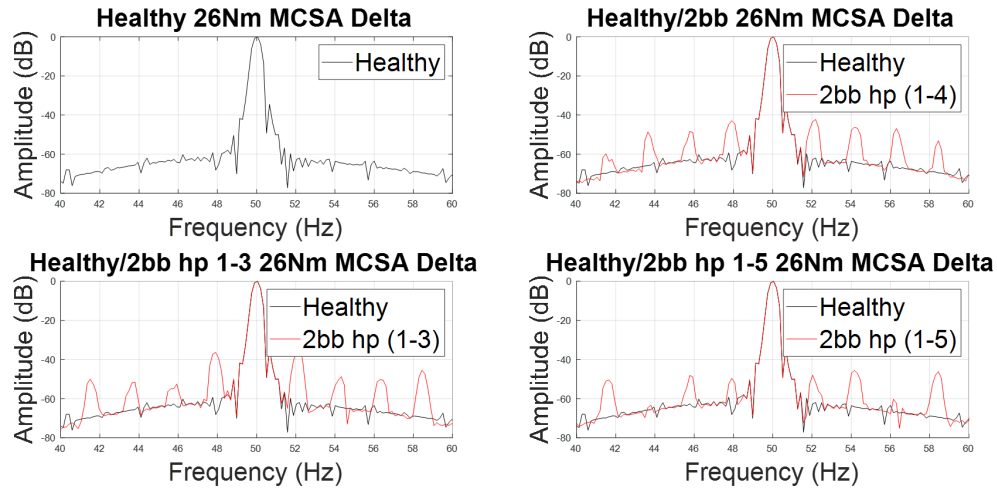 Healthy 26Nm MCSA Delta
Amplitude (dB)
0
-20
-40
-60
-80
Healthy
40 42 44 46 48 50 52 54 56 58 60
Frequency (Hz)
Healthy/2bb 26Nm MCSA Delta
Amplitude (dB)
0
-20
-40
-60
-80
Healthy
2bb hp (1-4)
40 42 44 46 48 50 52 54 56 58 60
Frequency (Hz)
Healthy/2bb hp 1-3 26Nm MCSA Delta
Amplitude (dB)
0
-20
-40
-60
-80
Healthy
2bb hp (1-3)
40 42 44 46 48 50 52 54 56 58 60
Frequency (Hz)
Healthy/2bb hp 1-5 26Nm MCSA Delta
Amplitude (dB)
0
-20
-40
-60
-80
Healthy
2bb hp (1-5)
40 42 44 46 48 50 52 54 56 58 60
Frequency (Hz)